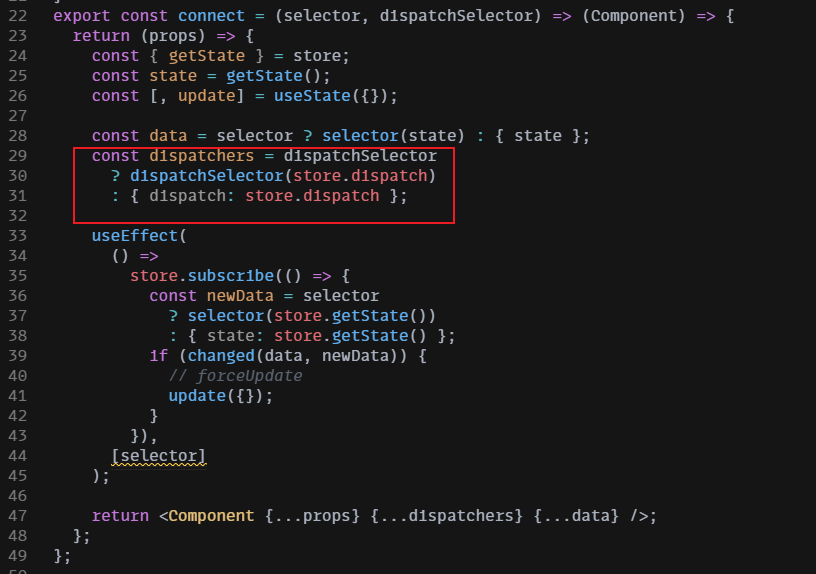 22 export const connect = (selector, dispatchSelector) => (Component) => {
23 return (props) => {
24 const { getState } = store;
25 const state = getState();
26 const [, update] = useState({});
27
28 const data = selector ? selector(state) : { state };
29 const dispatchers = dispatchSelector
30 ? dispatchSelector(store.dispatch)
31 : { dispatch: store.dispatch };
32
33 useEffect(
34 () =>
35 store.subscribe(() => {
36 const newData = selector
37 ? selector(store.getState())
38 : { state: store.getState() };
39 if (changed(data, newData)) {
40 // forceUpdate
41 update({});
42 }
43 }),
44 [selector]
45 );
46
47 return <Component {...props} {...dispatchers} {...data} />;
48 };
49 };